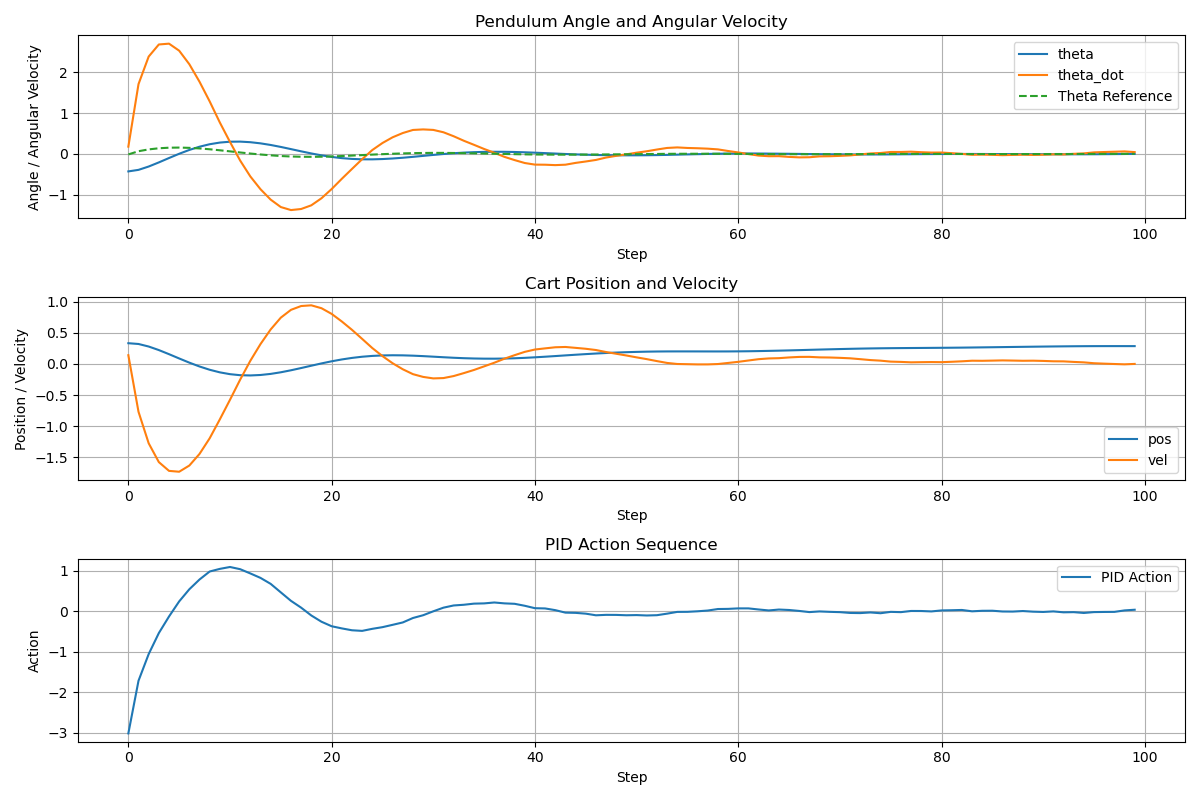 Pendulum Angle and Angular Velocity
Angle / Angular Velocity
2
1
0
−1
theta
theta_dot
Theta Reference
0 20 40 60 80 100
Step
Cart Position and Velocity
Position / Velocity
1.0
0.5
0.0
−0.5
−1.0
−1.5
pos
vel
0 20 40 60 80 100
Step
PID Action Sequence
Action
1
0
−1
−2
−3
PID Action
0 20 40 60 80 100
Step